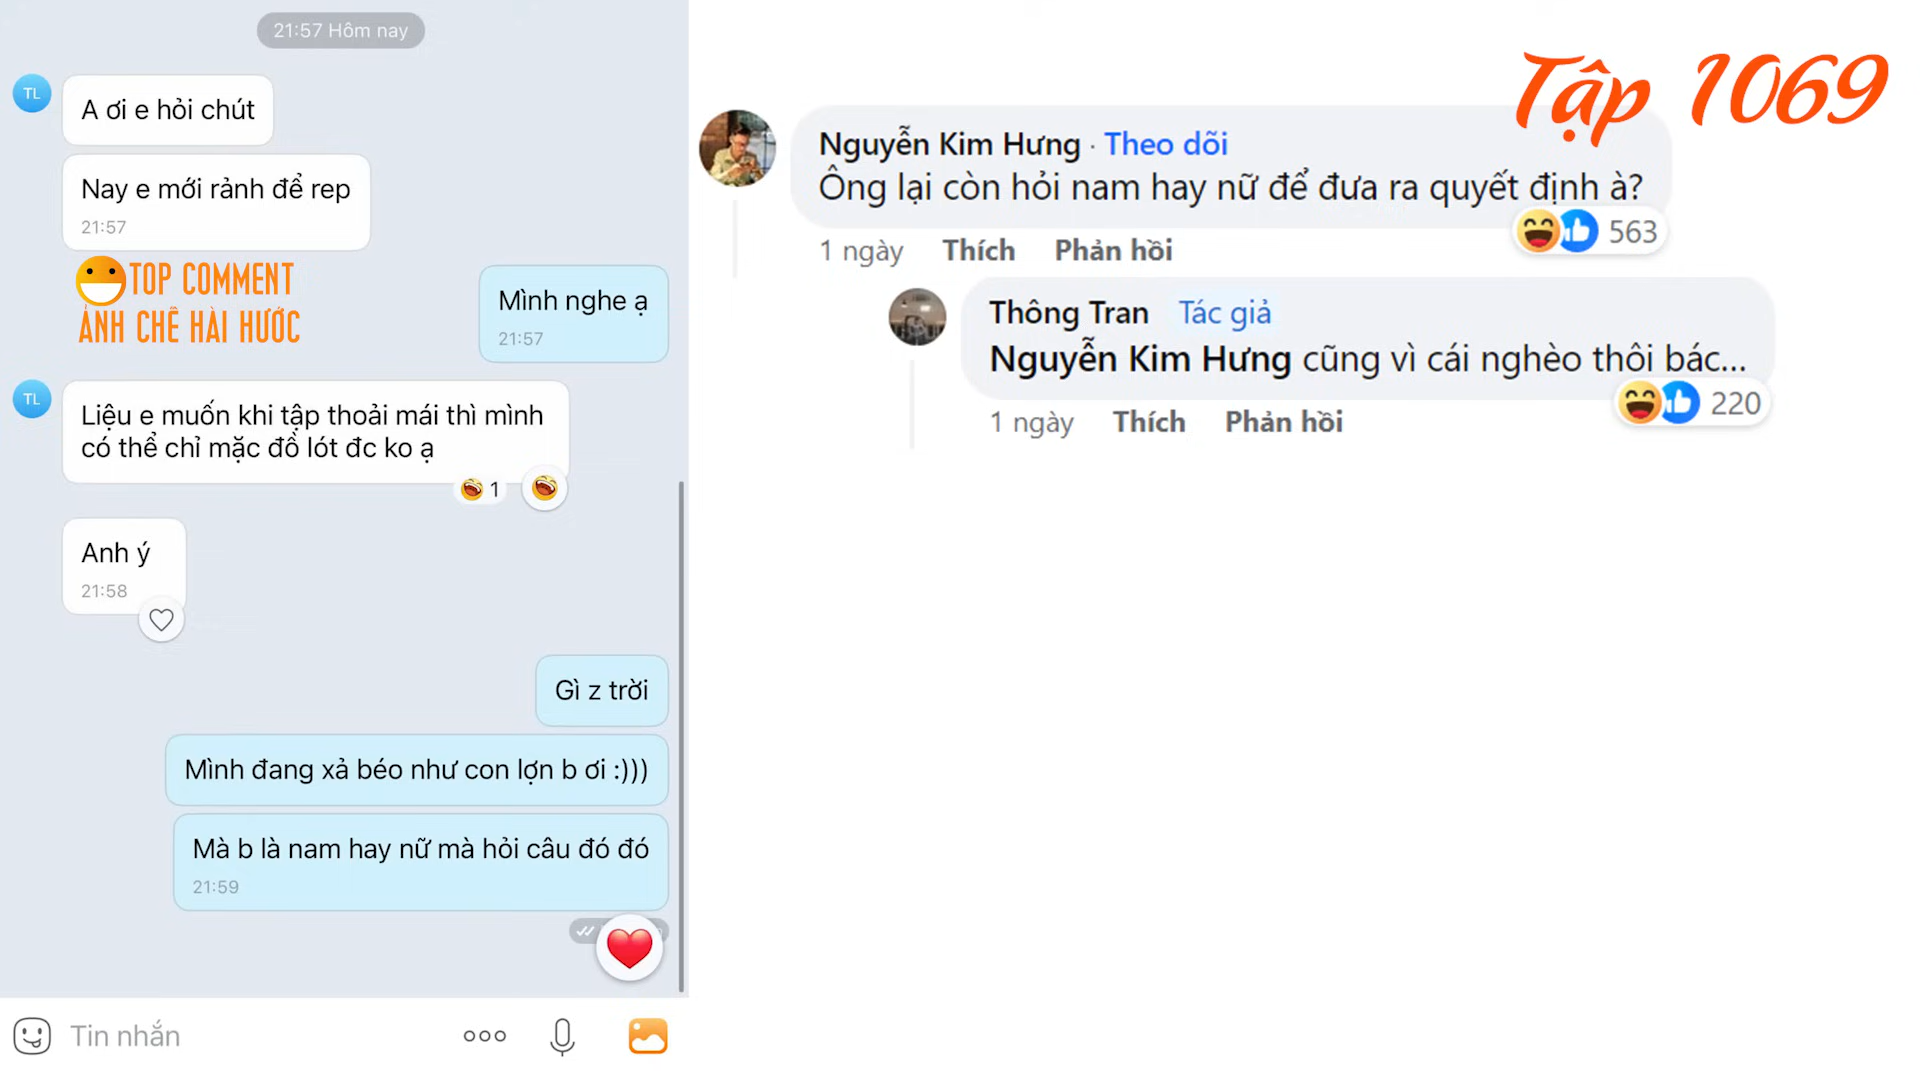 21:57 Hôm nay
TL
A ơi e hỏi chút
Nay e mới rảnh để rep
21:57
TOP COMMENT
ẢNH CHẾ HÀI HƯỚC
Mình nghe ạ
21:57
TL
Liệu e muốn khi tập thoải mái thì mình
có thể chỉ mặc đồ lót đc ko ạ
1
Anh ý
21:58
Gì z trời
Mình đang xả béo như con lợn b ơi :)))
Mà b là nam hay nữ mà hỏi câu đó đó
21:59
Tin nhắn
Tập 1069
Nguyễn Kim Hưng · Theo dõi
Ông lại còn hỏi nam hay nữ để đưa ra quyết định à?
1 ngày Thích Phản hồi 563
Thông Tran Tác giả
Nguyễn Kim Hưng cũng vì cái nghèo thôi bác...
1 ngày Thích Phản hồi 220